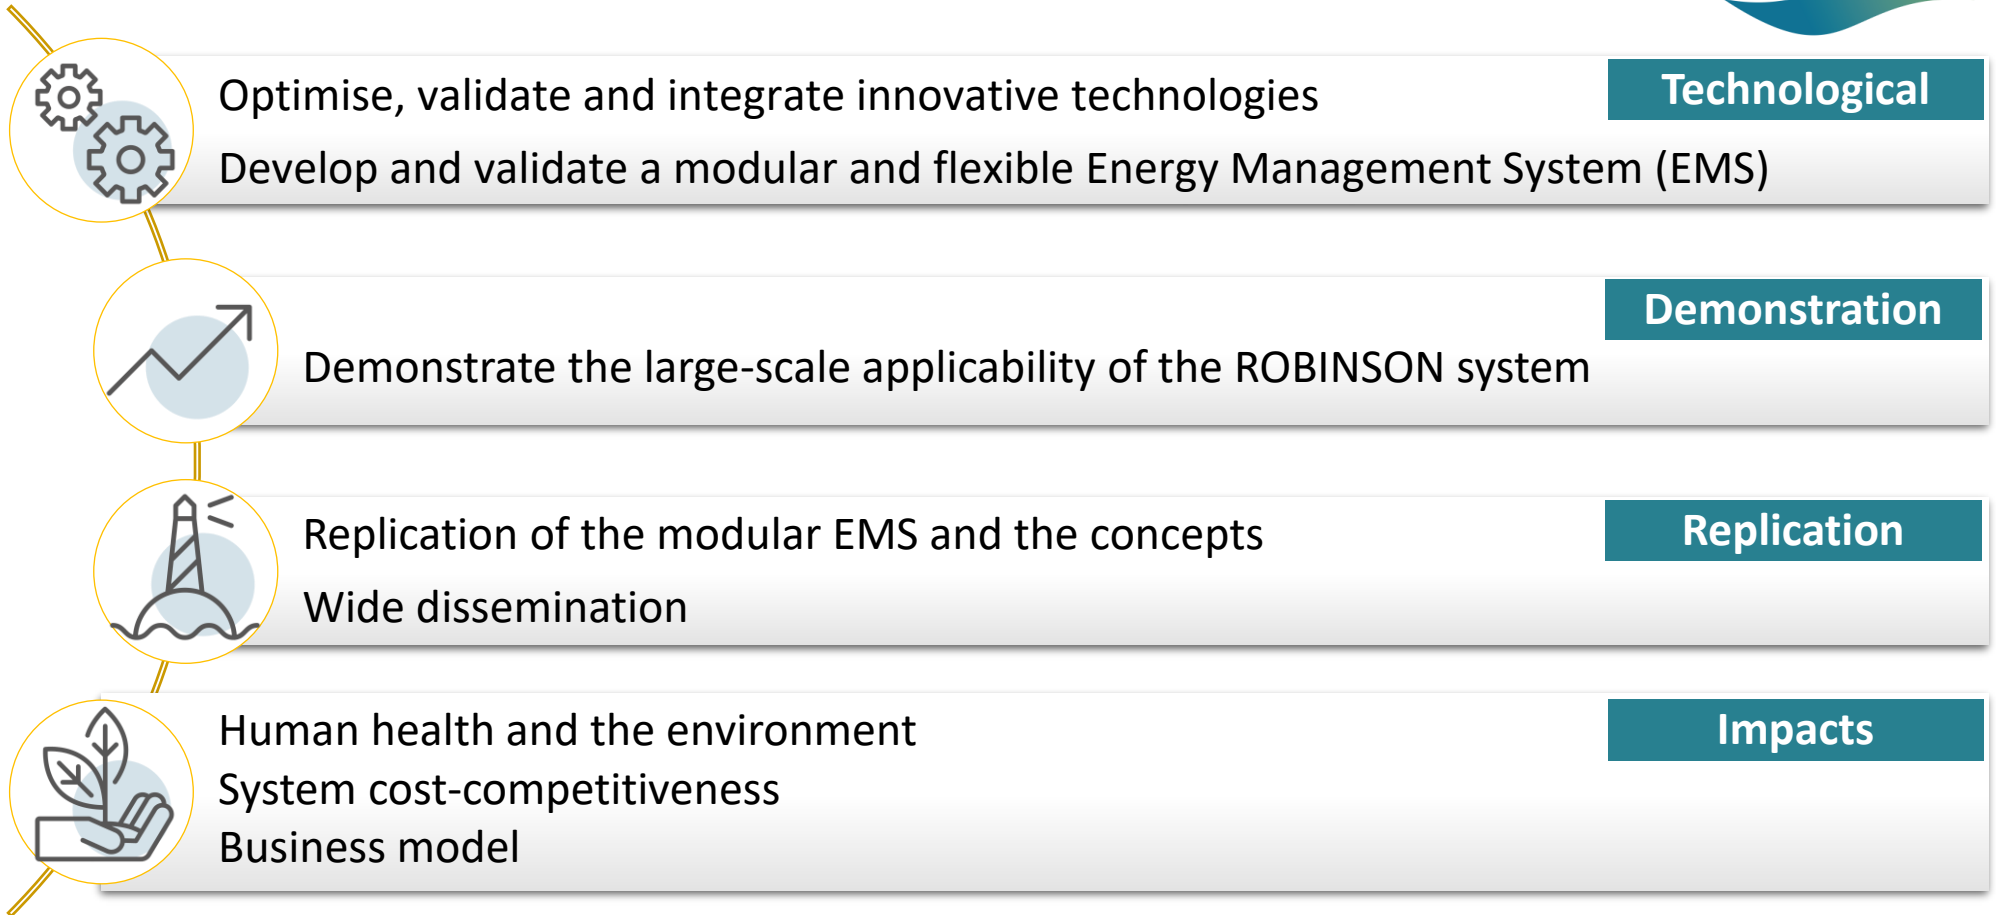 Technological
Optimise, validate and integrate innovative technologies
Develop and validate a modular and flexible Energy Management System (EMS)
Demonstration
Demonstrate the large-scale applicability of the ROBINSON system
Replication
Replication of the modular EMS and the concepts
Wide dissemination
Impacts
Human health and the environment
System cost-competitiveness
Business model